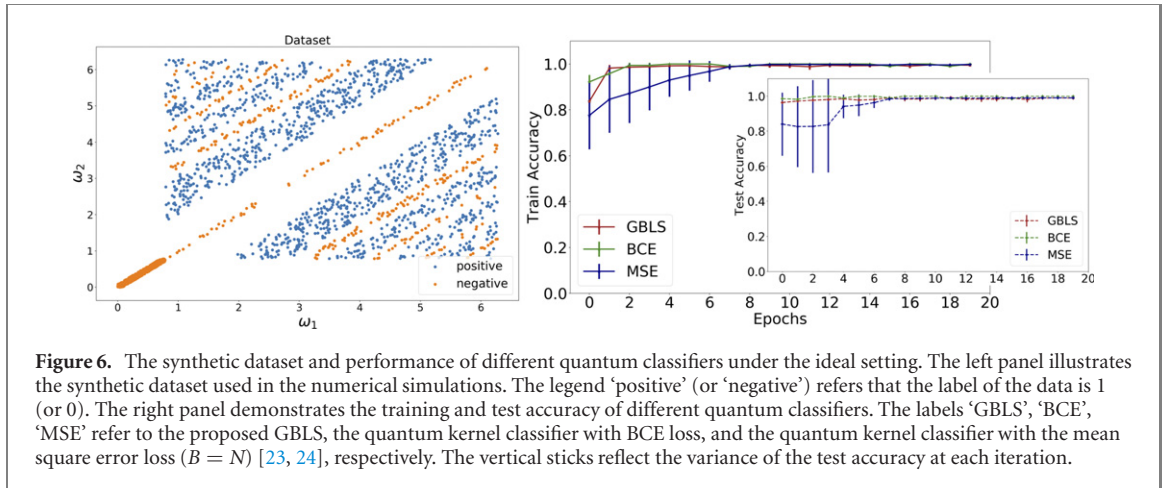 Dataset
6
5
4
3
2
1
0
ω₂
0 1 2 3 4 5 6
ω₁
positive
negative
Train Accuracy
1.0
0.8
0.6
0.4
0.2
0.0
GBLS
BCE
MSE
0 2 4 6 8 10 12 14 16 18 20
Epochs
Test Accuracy
1.0
0.8
0.6
0.4
0.2
0.0
GBLS
BCE
MSE
0 2 4 6 8 10 12 14 16 18 20
Figure 6. The synthetic dataset and performance of different quantum classifiers under the ideal setting. The left panel illustrates
the synthetic dataset used in the numerical simulations. The legend ‘positive’ (or ‘negative’) refers that the label of the data is 1
(or 0). The right panel demonstrates the training and test accuracy of different quantum classifiers. The labels ‘GBLS’, ‘BCE’,
‘MSE’ refer to the proposed GBLS, the quantum kernel classifier with BCE loss, and the quantum kernel classifier with the mean
square error loss (B = N) [23, 24], respectively. The vertical sticks reflect the variance of the test accuracy at each iteration.